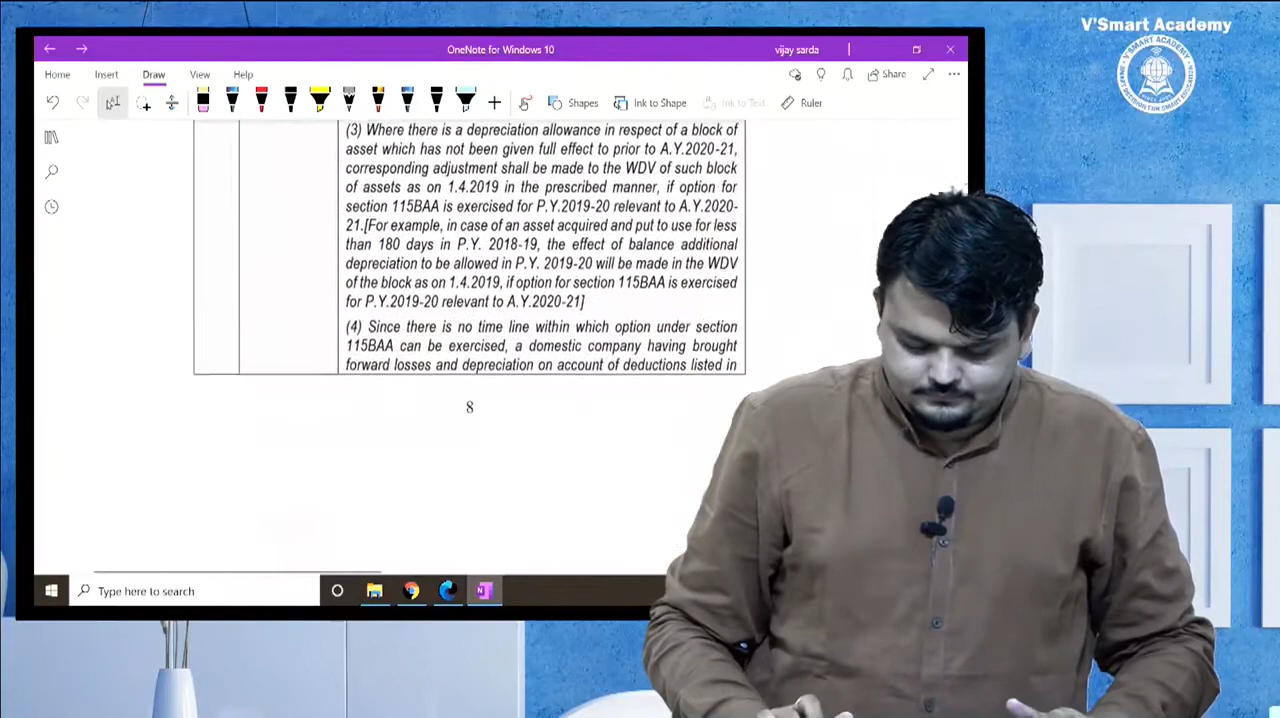 V'Smart Academy
V'SMART ACADEMY
OneNote for Windows 10
vijay sarda
Home Insert Draw View Help
Share
Shapes Ink to Shape Ink to Text Ruler
(3) Where there is a depreciation allowance in respect of a block of
asset which has not been given full effect to prior to A.Y.2020-21,
corresponding adjustment shall be made to the WDV of such block
of assets as on 1.4.2019 in the prescribed manner, if option for
section 115BAA is exercised for P.Y.2019-20 relevant to A.Y.2020-
21.[For example, in case of an asset acquired and put to use for less
than 180 days in P.Y. 2018-19, the effect of balance additional
depreciation to be allowed in P.Y. 2019-20 will be made in the WDV
of the block as on 1.4.2019, if option for section 115BAA is exercised
for P.Y.2019-20 relevant to A.Y.2020-21]
(4) Since there is no time line within which option under section
115BAA can be exercised, a domestic company having brought
forward losses and depreciation on account of deductions listed in
8
Type here to search